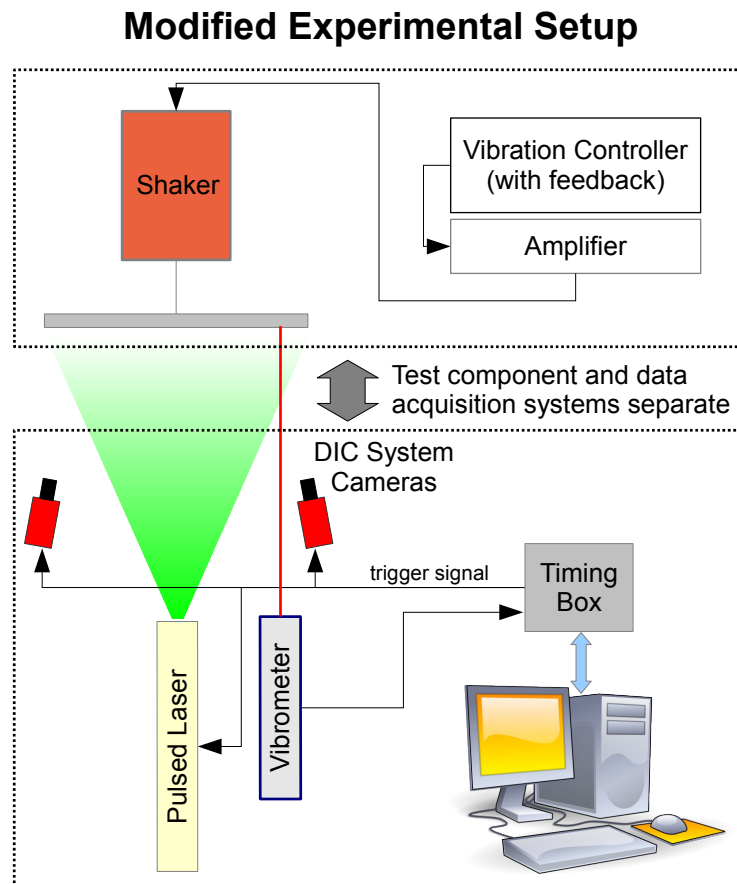 Modified Experimental Setup
Shaker
Vibration Controller
(with feedback)
Amplifier
Test component and data
acquisition systems separate
DIC System
Cameras
trigger signal
Timing
Box
Pulsed Laser
Vibrometer